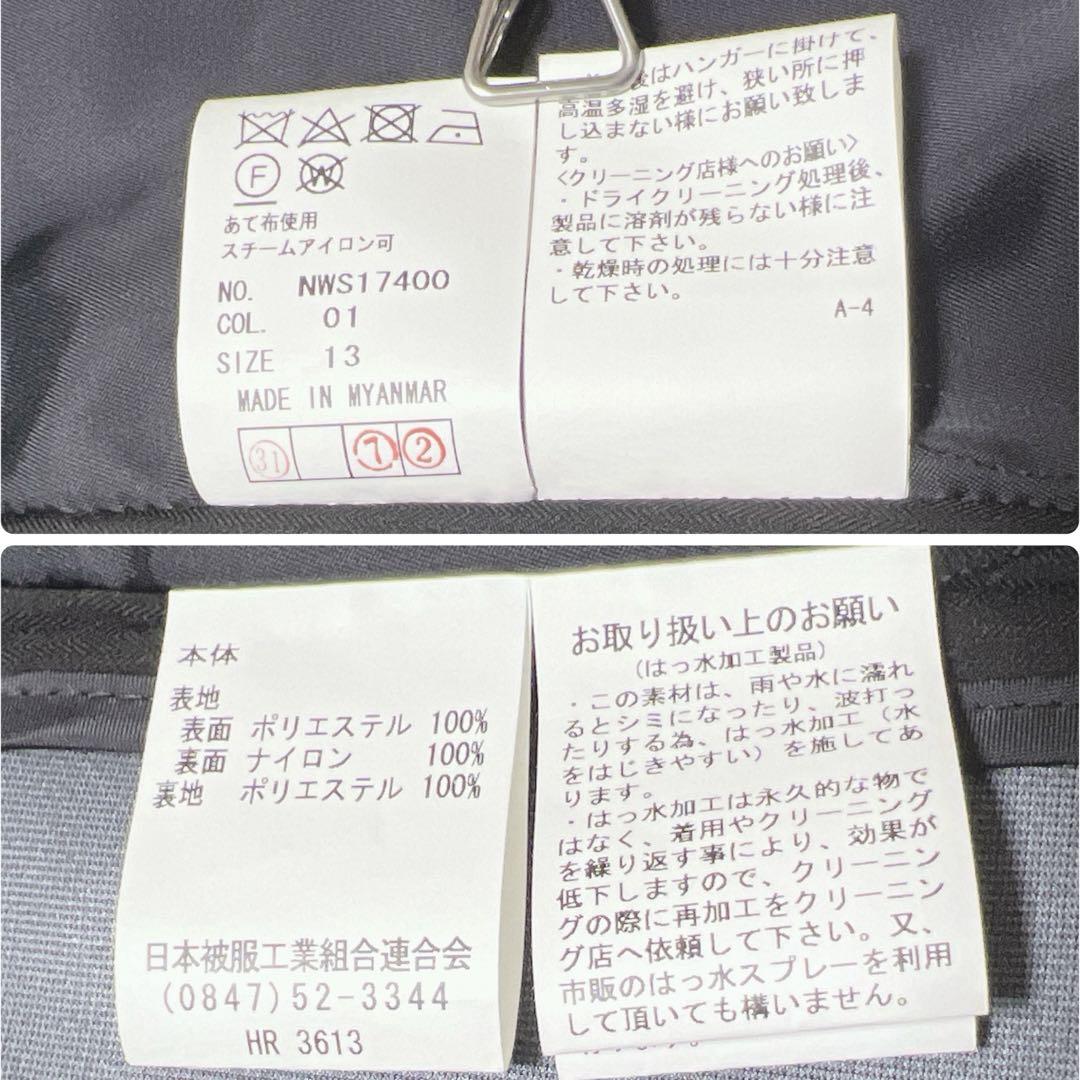 F
W
あて布使用
スチームアイロン可
NO. NWS17400
COL. 01
SIZE 13
MADE IN MYANMAR
31 7 2
後はハンガーに掛けて、
高温多湿を避け、狭い所に押
し込まない様にお願い致しま
す。
〈クリーニング店様へのお願い〉
・ドライクリーニング処理後、
製品に溶剤が残らない様に注
意して下さい。
・乾燥時の処理には十分注意
して下さい。
A-4
本体
表地
表面 ポリエステル 100%
裏面 ナイロン 100%
裏地 ポリエステル 100%
日本被服工業組合連合会
(0847)52-3344
HR 3613
お取り扱い上のお願い
(はっ水加工製品)
・この素材は、雨や水に濡れ
るとシミになったり、波打っ
たりする為、はっ水加工(水
をはじきやすい)を施してあ
ります。
・はっ水加工は永久的な物で
はなく、着用やクリーニング
を繰り返す事により、効果が
低下しますので、クリーニン
グの際に再加工をクリーニン
グ店へ依頼して下さい。又、
市販のはっ水スプレーを利用
して頂いても構いません。